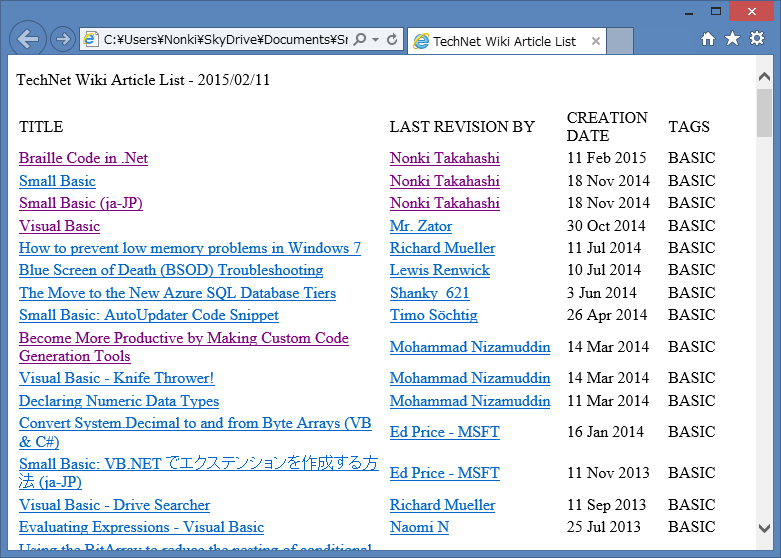 C:¥Users¥Nonki¥SkyDrive¥Documents¥Sr
TechNet Wiki Article List
TechNet Wiki Article List - 2015/02/11
TITLE LAST REVISION BY CREATION DATE TAGS
Braille Code in .Net Nonki Takahashi 11 Feb 2015 BASIC
Small Basic Nonki Takahashi 18 Nov 2014 BASIC
Small Basic (ja-JP) Nonki Takahashi 18 Nov 2014 BASIC
Visual Basic Mr. Zator 30 Oct 2014 BASIC
How to prevent low memory problems in Windows 7 Richard Mueller 11 Jul 2014 BASIC
Blue Screen of Death (BSOD) Troubleshooting Lewis Renwick 10 Jul 2014 BASIC
The Move to the New Azure SQL Database Tiers Shanky_621 3 Jun 2014 BASIC
Small Basic: AutoUpdater Code Snippet Timo Söchtig 26 Apr 2014 BASIC
Become More Productive by Making Custom Code
Generation Tools Mohammad Nizamuddin 14 Mar 2014 BASIC
Visual Basic - Knife Thrower! Mohammad Nizamuddin 14 Mar 2014 BASIC
Declaring Numeric Data Types Mohammad Nizamuddin 11 Mar 2014 BASIC
Convert System.Decimal to and from Byte Arrays (VB
& C#) Ed Price - MSFT 16 Jan 2014 BASIC
Small Basic: VB.NET でエクステンションを作成する方
法 (ja-JP) Ed Price - MSFT 11 Nov 2013 BASIC
Visual Basic - Drive Searcher Richard Mueller 11 Sep 2013 BASIC
Evaluating Expressions - Visual Basic Naomi N 25 Jul 2013 BASIC
Using the BitArray to reduce the nesting of conditional